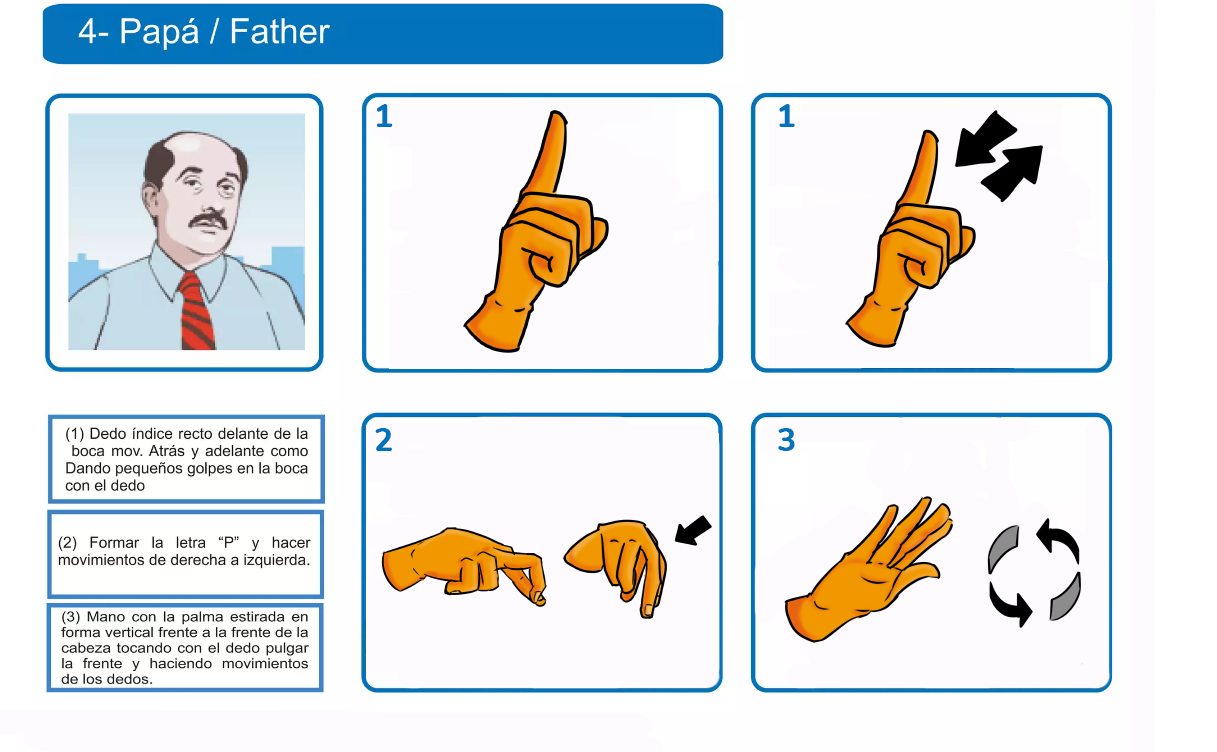 4- Papá / Father
1
1
(1) Dedo índice recto delante de la
boca mov. Atrás y adelante como
Dando pequeños golpes en la boca
con el dedo
2
3
(2) Formar la letra “P” y hacer
movimientos de derecha a izquierda.
(3) Mano con la palma estirada en
forma vertical frente a la frente de la
cabeza tocando con el dedo pulgar
la frente y haciendo movimientos
de los dedos.